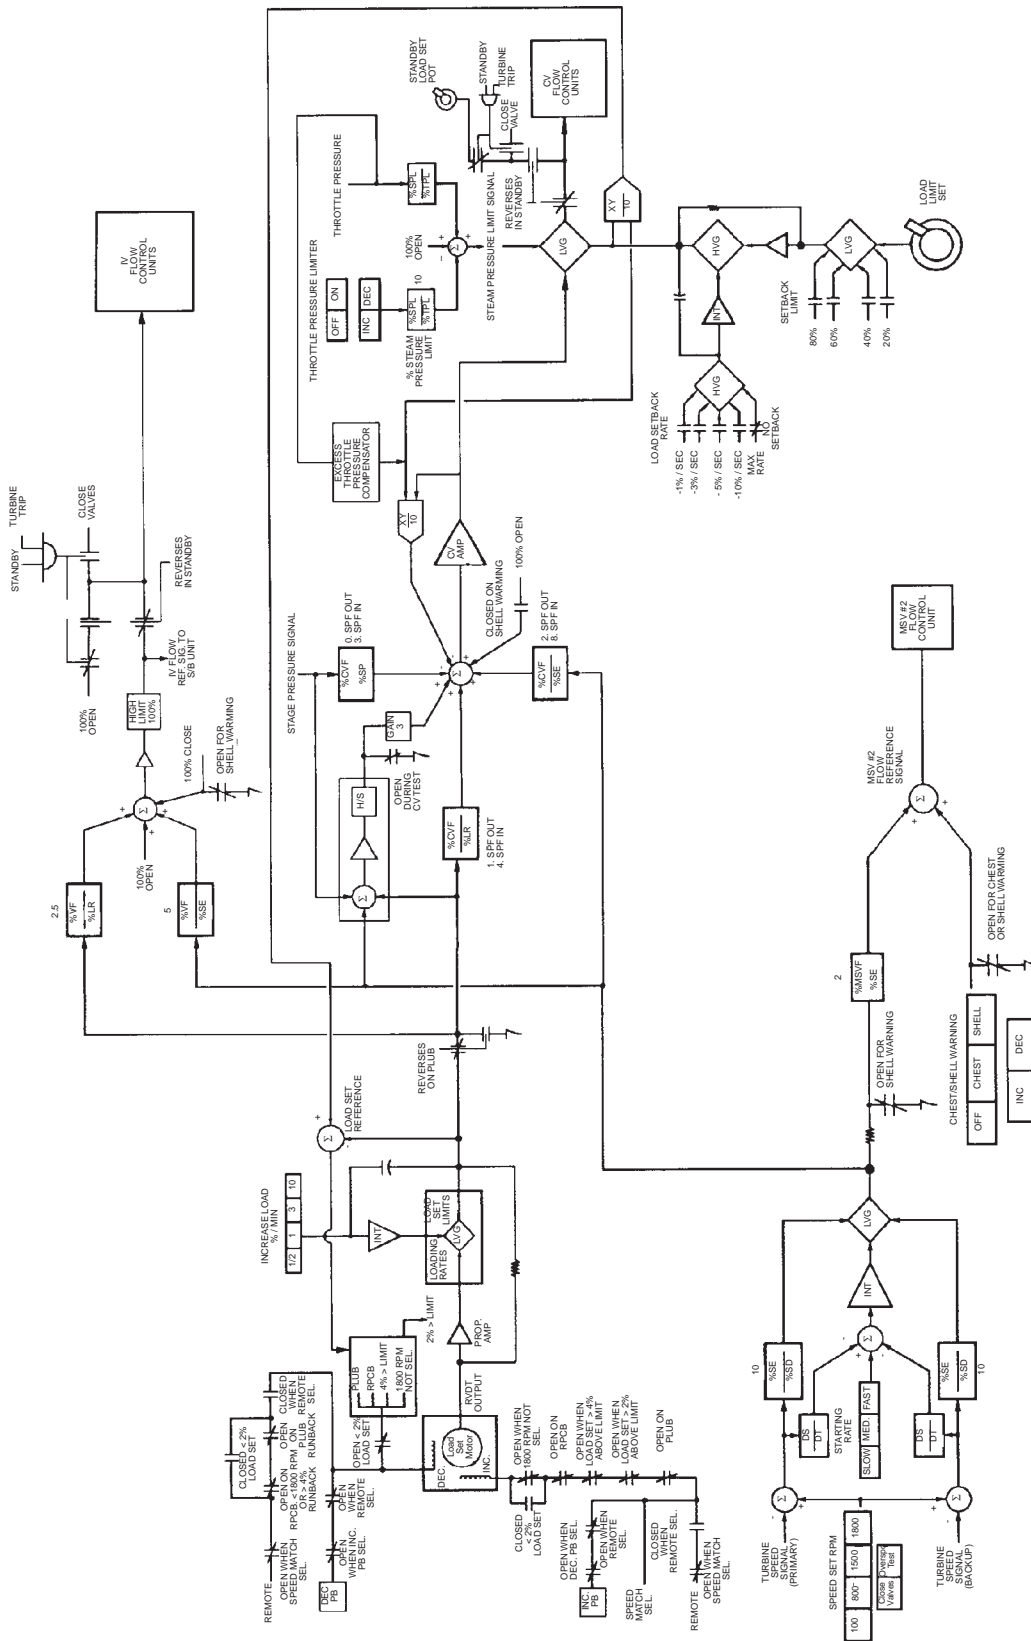 REMOTE
OPEN WHEN
SPEED MATCH
SEL.
OPEN ON
RPCB. <1800 RPM ON
OR > 4%
RUNBACK
CLOSED < 2%
LOAD SET
OPEN
PLUB
RUNBACK
CLOSED
WHEN
REMOTE
SEL.
DEC.
PB
OPEN
WHEN INC.
PB SEL.
OPEN
WHEN
REMOTE
SEL.
OPEN < 2%
LOAD SET
PLUB
RPCB
4% > LIMIT
1800 RPM
NOT SEL.
2% > LIMIT
DEC.
Load
Set
Motor
INC.
RVDT
OUTPUT
PROP.
AMP
INCREASE LOAD
% / MIN
1/2
1
3
10
INT
LOADING
RATES
LVG
LOAD
SET
LIMITS
Σ
LOAD SET
REFERENCE
REVERSES
ON PLUB
CLOSED
< 2%
LOAD SET
OPEN WHEN
1800 RPM NOT
SEL.
OPEN ON
RPCB
OPEN WHEN
LOAD SET > 4%
ABOVE LIMIT
OPEN WHEN
LOAD SET > 2%
ABOVE LIMIT
OPEN ON
PLUB
INC.
PB
OPEN WHEN
DEC. PB SEL.
OPEN WHEN
REMOTE
SEL.
SPEED
MATCH
SEL.
CLOSED
WHEN
REMOTE SEL.
REMOTE
OPEN WHEN
SPEED MATCH
SEL.
2.5
%VF
%LR
5
%VF
%SE
100%
OPEN
Σ
100% CLOSE
OPEN FOR
SHELL WARMING
HIGH
LIMIT
100%
IV FLOW
REF. SIG. TO
S/B UNIT
100%
OPEN
STANDBY
TURBINE
TRIP
CLOSE
VALVES
REVERSES
IN STANDBY
IV
FLOW
CONTROL
UNITS
STAGE PRESSURE SIGNAL
Σ
H/S
OPEN
DURING
CV TEST
GAIN
3
%CVF
%SP
0. SPF OUT
3. SPF IN
%CVF
%LR
1. SPF OUT
4. SPF IN
%CVF
%SE
2. SPF OUT
8. SPF IN
Σ
CLOSED ON
SHELL WARMING
100% OPEN
CV
AMP
XY
10
EXCESS
THROTTLE
PRESSURE
COMPENSATOR
THROTTLE PRESSURE LIMITER
OFF
ON
INC
DEC
THROTTLE PRESSURE
% STEAM
PRESSURE
LIMIT
%SPL
%TPL
10
100%
OPEN
Σ
%SPL
%TPL
STEAM PRESSURE LIMIT SIGNAL
LVG
REVERSES
IN STANDBY
STANDBY
LOAD SET
POT
STANDBY
TURBINE
TRIP
CLOSE
VALVE
CV
FLOW
CONTROL
UNITS
XY
10
LOAD SETBACK
RATE
-1% / SEC
-3% / SEC
- 5% / SEC
-10% / SEC
MAX
RATE
NO
SETBACK
HVG
INT
HVG
SETBACK
LIMIT
80%
60%
40%
20%
LVG
LOAD
LIMIT
SET
TURBINE
SPEED
SIGNAL
(PRIMARY)
SPEED SET RPM
100
800~
1500
1800
Close
Valves
Test
TURBINE
SPEED
SIGNAL
(BACKUP)
Σ
Σ
DS
DT
STARTING
RATE
SLOW
MED.
FAST
DS
DT
Σ
10
%SE
%SD
%SE
%SD
10
INT
LVG
OPEN FOR
SHELL WARNING
2
%MSVF
%SE
CHEST/SHELL WARNING
OFF
CHEST
SHELL
INC
DEC
OPEN FOR CHEST
OR SHELL WARMING
Σ
MSV #2
FLOW
REFERENCE
SIGNAL
MSV #2
FLOW
CONTROL
UNIT